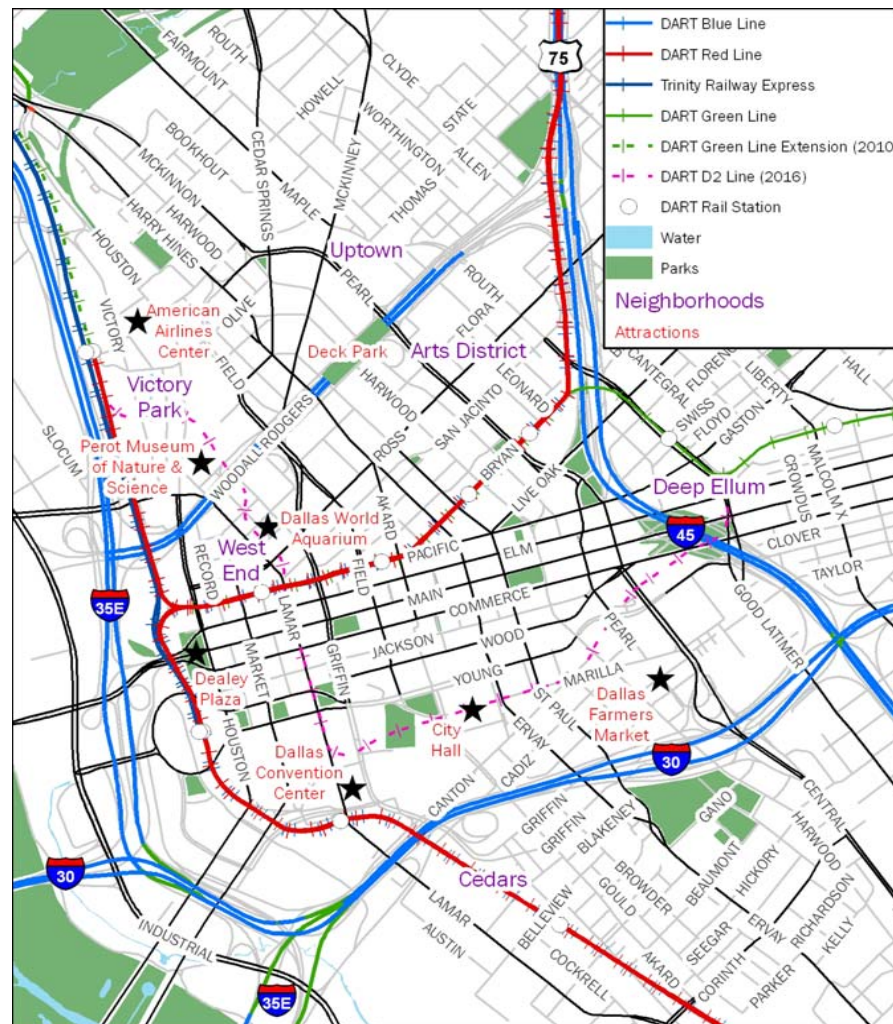 DART Blue Line
DART Red Line
Trinity Railway Express
DART Green Line
DART Green Line Extension (2010
DART D2 Line (2016)
DART Rail Station
Water
Parks
Neighborhoods
Attractions
75
ROUTH
FAIRMOUNT
CLYDE
HOWELL
STATE
WORTHINGTON
ALLEN
BOOKHOUT
CEDAR SPRINGS
MCKINNEY
THOMAS
MCKINNON
MAPLE
HARWOOD
HARRY HINES
HOUSTON
Uptown
PEARL
ROUTH
FLORA
VICTORY
American
Airlines
Center
OLIVE
Deck Park
Arts District
CANTEGRAL
FLOREN
LIBERTY
HALL
FIELD
HARWOOD
LEONARD
SAN JACINTO
SWISS
FLOYD
GASTON
Victory
Park
SLOCUM
WOODALL RODGERS
ROSS
BRYAN
Perot Museum
of Nature &
Science
AKARD
LIVE OAK
Deep Ellum
CROWDUS
MALCOLM X
Dallas World
Aquarium
45
CLOVER
West
End
RECORD
FIELD
PACIFIC
ELM
TAYLOR
35E
LAMAR
MAIN
COMMERCE
PEARL
GOOD LATIMER
JACKSON
WOOD
MARKET
GRIFFIN
YOUNG
MARILLA
Dealey
Plaza
HOUSTON
City
Hall
ST PAUL
ERVAY
Dallas
Farmers
Market
Dallas
Convention
Center
CANTON
CADIZ
30
GRIFFIN
GRIFFIN
BLAKENEY
GANO
CENTRAL
HARWOOD
30
Cedars
BROWDER
GOULD
BEAUMONT
HICKORY
RICHARDSON
KELLY
INDUSTRIAL
LAMAR
AUSTIN
BELLEVIEW
SEEGAR
ERVAY
AKARD
CORINTH
PARKER
COCKRELL
35E